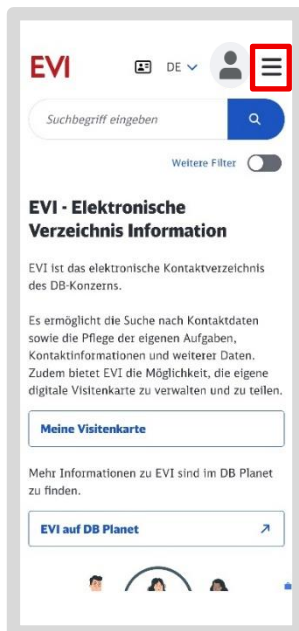 EVI DE
Suchbegriff eingeben
Weitere Filter
EVI - Elektronische
Verzeichnis Information
EVI ist das elektronische Kontaktverzeichnis
des DB-Konzerns.
Es ermöglicht die Suche nach Kontaktdaten
sowie die Pflege der eigenen Aufgaben,
Kontaktinformationen und weiterer Daten.
Zudem bietet EVI die Möglichkeit, die eigene
digitale Visitenkarte zu verwalten und zu teilen.
Meine Visitenkarte
Mehr Informationen zu EVI sind im DB Planet
zu finden.
EVI auf DB Planet